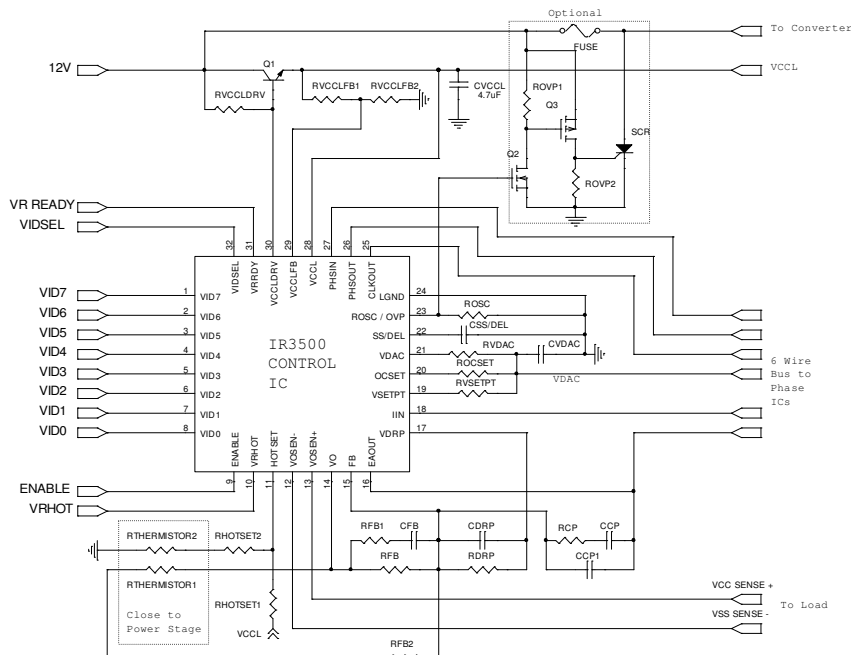 Optional
To Converter
FUSE
12V
Q1
VCCL
RVCCLFB1
RVCCLFB2
CVCCL
4.7uF
ROVP1
Q3
RVCCLDRV
SCR
Q2
ROVP2
VR READY
VIDSEL
32
31
30
29
28
27
26
25
VIDSEL
VRRDY
VCCLDRV
VCCLFB
VCCL
PHSIN
PHSOUT
CLKOUT
VID7
1
VID7
LGND
24
VID6
2
VID6
ROSC / OVP
23
ROSC
VID5
3
VID5
SS/DEL
22
CSS/DEL
VID4
4
VID4
VDAC
21
RVDAC
CVDAC
VID3
5
VID3
OCSET
20
ROCSET
VDAC
VID2
6
VID2
VSETPT
19
RVSETPT
VID1
7
VID1
IIN
18
VID0
8
VID0
VDRP
17
IR3500
CONTROL
IC
6 Wire
Bus to
Phase
ICs
ENABLE
VRHOT
HOTSET
VOSEN-
VOSEN+
VO
FB
EAOUT
9
10
11
12
13
14
15
16
ENABLE
VRHOT
RTHERMISTOR2
RHOTSET2
RFB1
CFB
CDRP
RCP
CCP
RFB
RDRP
CCP1
RTHERMISTOR1
RHOTSET1
Close to
Power Stage
VCCL
VCC SENSE +
To Load
VSS SENSE -
RFB2